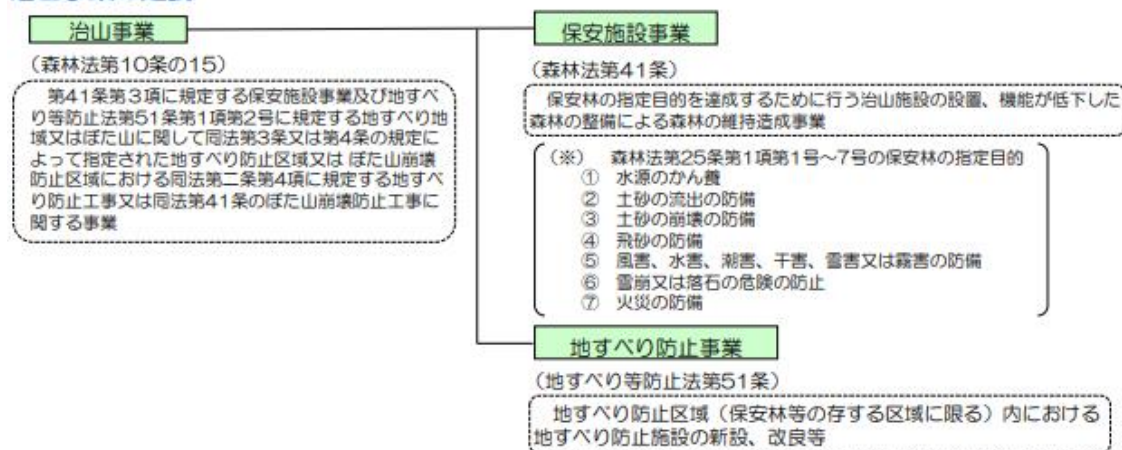 治山事業
(森林法第10条の15)
第41条第3項に規定する保安施設事業及び地すべ
り等防止法第51条第1項第2号に規定する地すべり地
域又はぼた山に関して同法第3条又は第4条の規定に
よって指定された地すべり防止区域又は ぼた山崩壊
防止区域における同法第二条第4項に規定する地すべ
り防止工事又は同法第41条のぼた山崩壊防止工事に
関する事業
保安施設事業
(森林法第41条)
保安林の指定目的を達成するために行う治山施設の設置、機能が低下した
森林の整備による森林の維持造成事業
(※) 森林法第25条第1項第1号~7号の保安林の指定目的
① 水源のかん養
② 土砂の流出の防備
③ 土砂の崩壊の防備
④ 飛砂の防備
⑤ 風害、水害、潮害、干害、雪害又は霧害の防備
⑥ 雪崩又は落石の危険の防止
⑦ 火災の防備
地すべり防止事業
(地すべり等防止法第51条)
地すべり防止区域(保安林等の存する区域に限る)内における
地すべり防止施設の新設、改良等